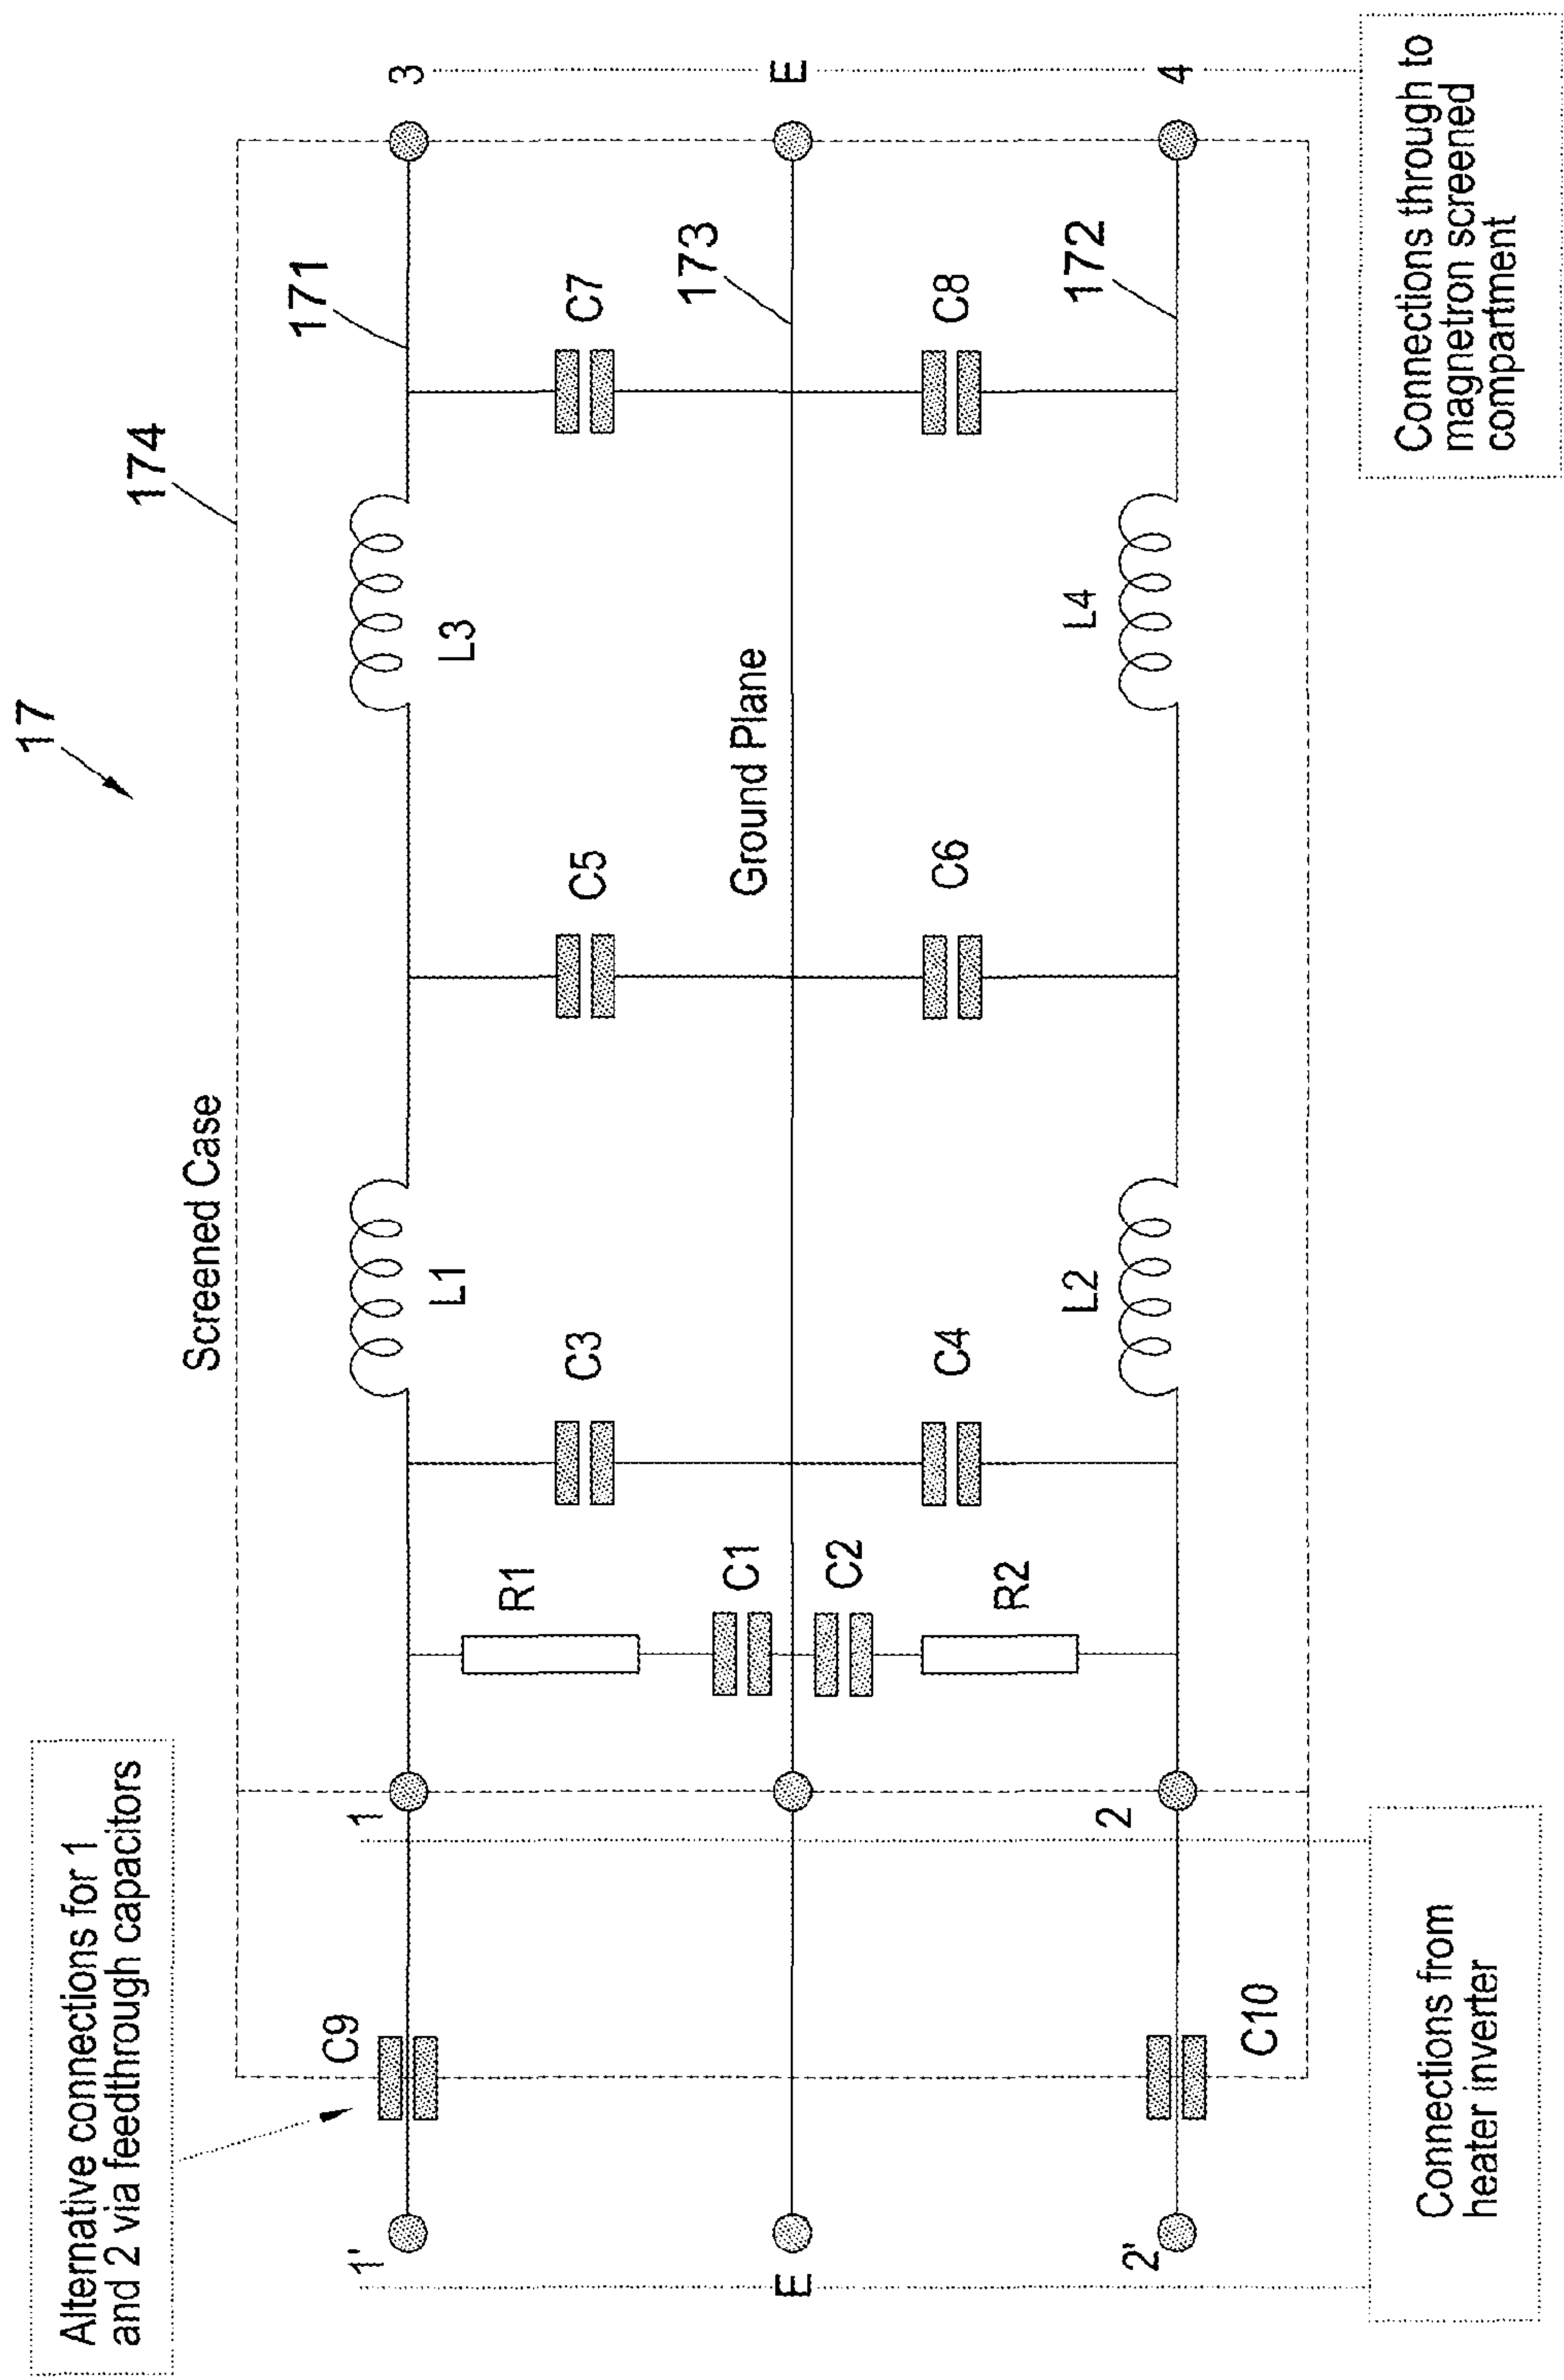 17
174
Screened Case
Alternative connections for 1
and 2 via feedthrough capacitors
1'
C9
1
L1
L3
171
3
R1
C3
C5
C7
C1
E
Ground Plane
173
E
C2
R2
C4
C6
C8
2'
C10
2
L2
L4
172
4
Connections from
heater inverter
Connections through to
magnetron screened
compartment